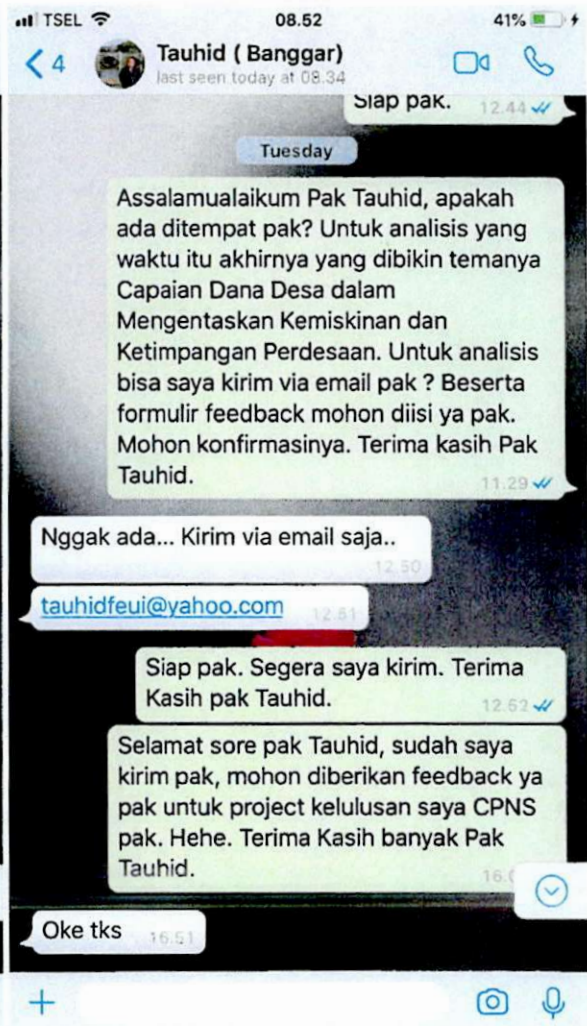 TSEL 08.52 41%
4 Tauhid ( Banggar)
last seen today at 08.34
Siap pak. 12.44
Tuesday
Assalamualaikum Pak Tauhid, apakah
ada ditempat pak? Untuk analisis yang
waktu itu akhirnya yang dibikin temanya
Capaian Dana Desa dalam
Mengentaskan Kemiskinan dan
Ketimpangan Perdesaan. Untuk analisis
bisa saya kirim via email pak ? Beserta
formulir feedback mohon diisi ya pak.
Mohon konfirmasinya. Terima kasih Pak
Tauhid. 11.29
Nggak ada... Kirim via email saja..
12.50
tauhidfeui@yahoo.com 12.51
Siap pak. Segera saya kirim. Terima
Kasih pak Tauhid. 12.52
Selamat sore pak Tauhid, sudah saya
kirim pak, mohon diberikan feedback ya
pak untuk project kelulusan saya CPNS
pak. Hehe. Terima Kasih banyak Pak
Tauhid.
Oke tks 16.51